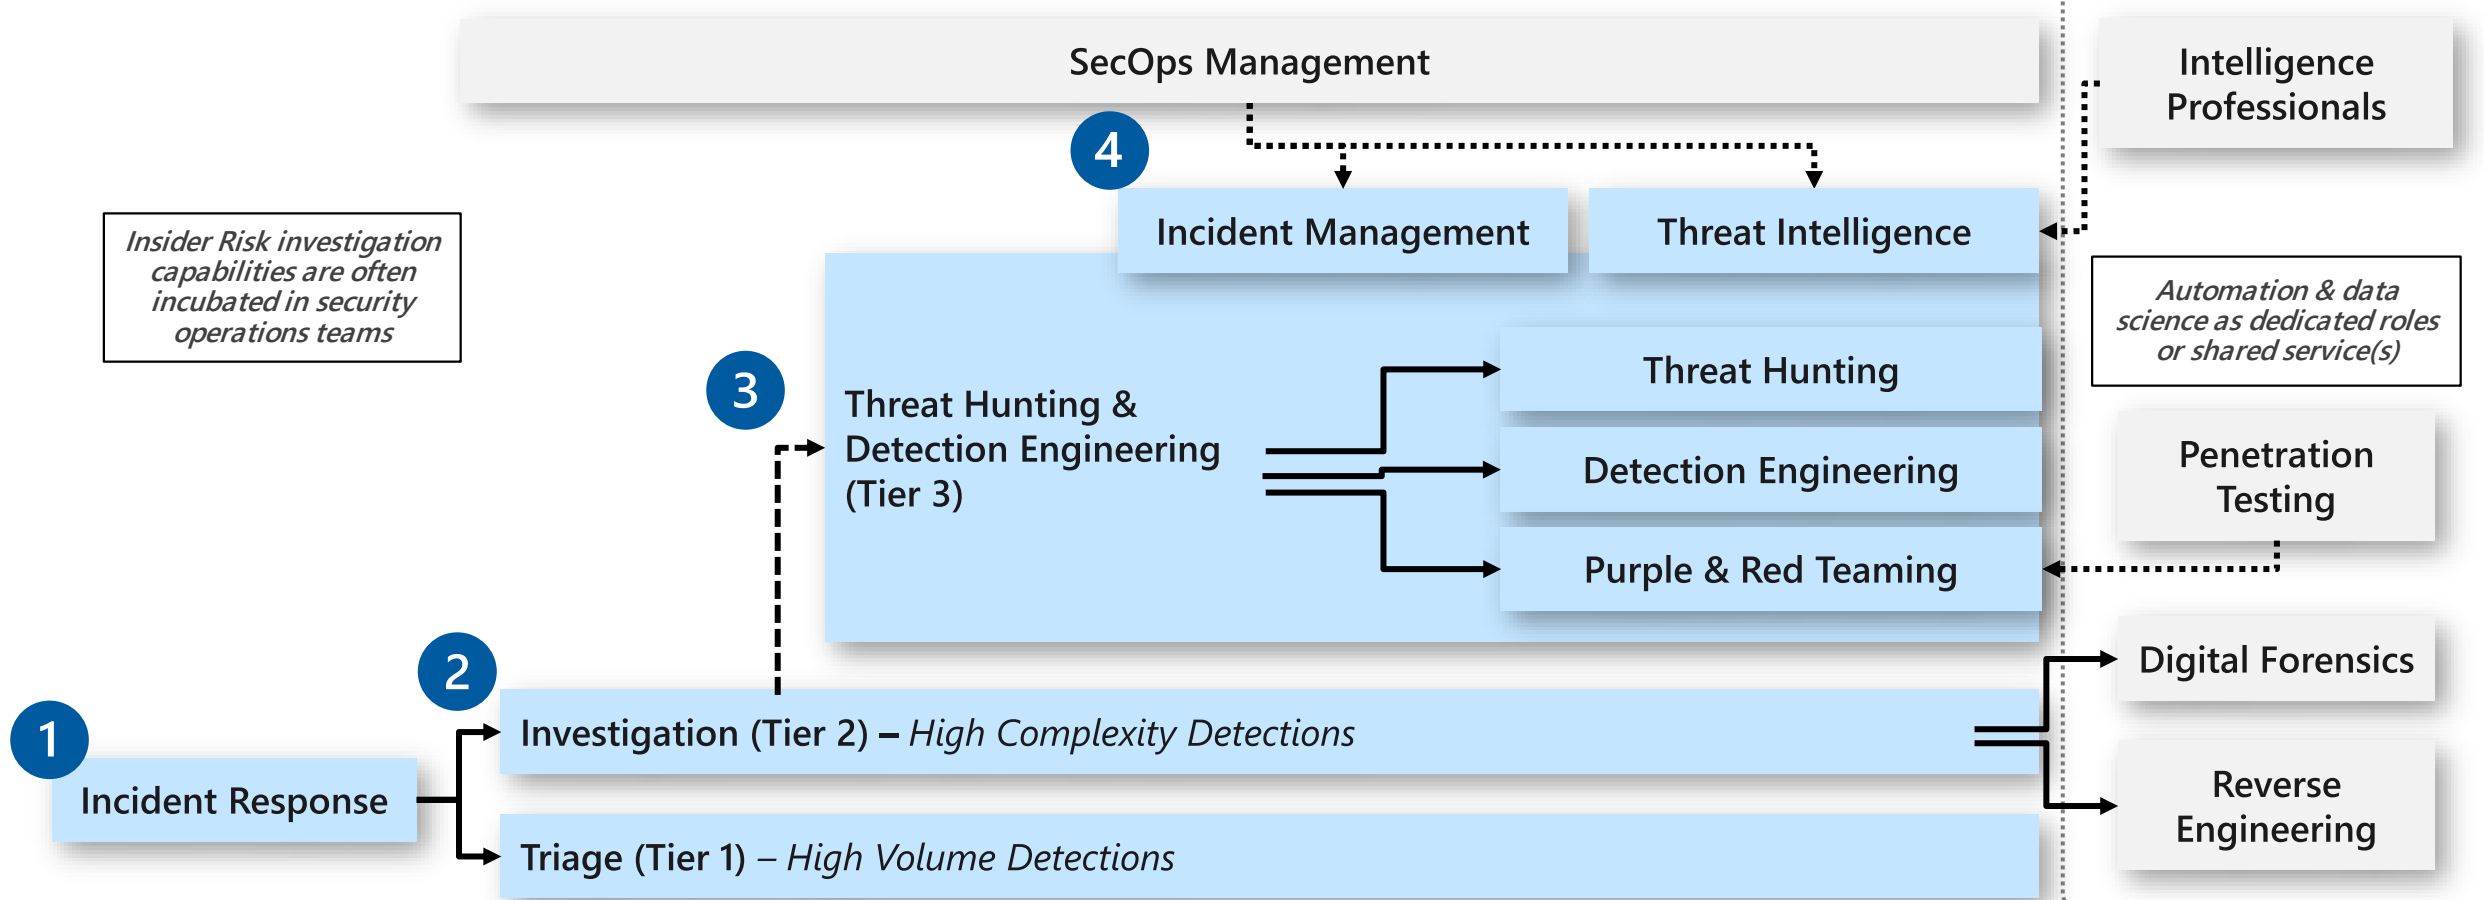 SecOps Management
Intelligence
Professionals
4
Incident Management
Threat Intelligence
Insider Risk investigation
capabilities are often
incubated in security
operations teams
Automation & data
science as dedicated roles
or shared service(s)
3
Threat Hunting &
Detection Engineering
(Tier 3)
Threat Hunting
Detection Engineering
Purple & Red Teaming
Penetration
Testing
2
Investigation (Tier 2) – High Complexity Detections
Digital Forensics
1
Incident Response
Reverse
Engineering
Triage (Tier 1) – High Volume Detections